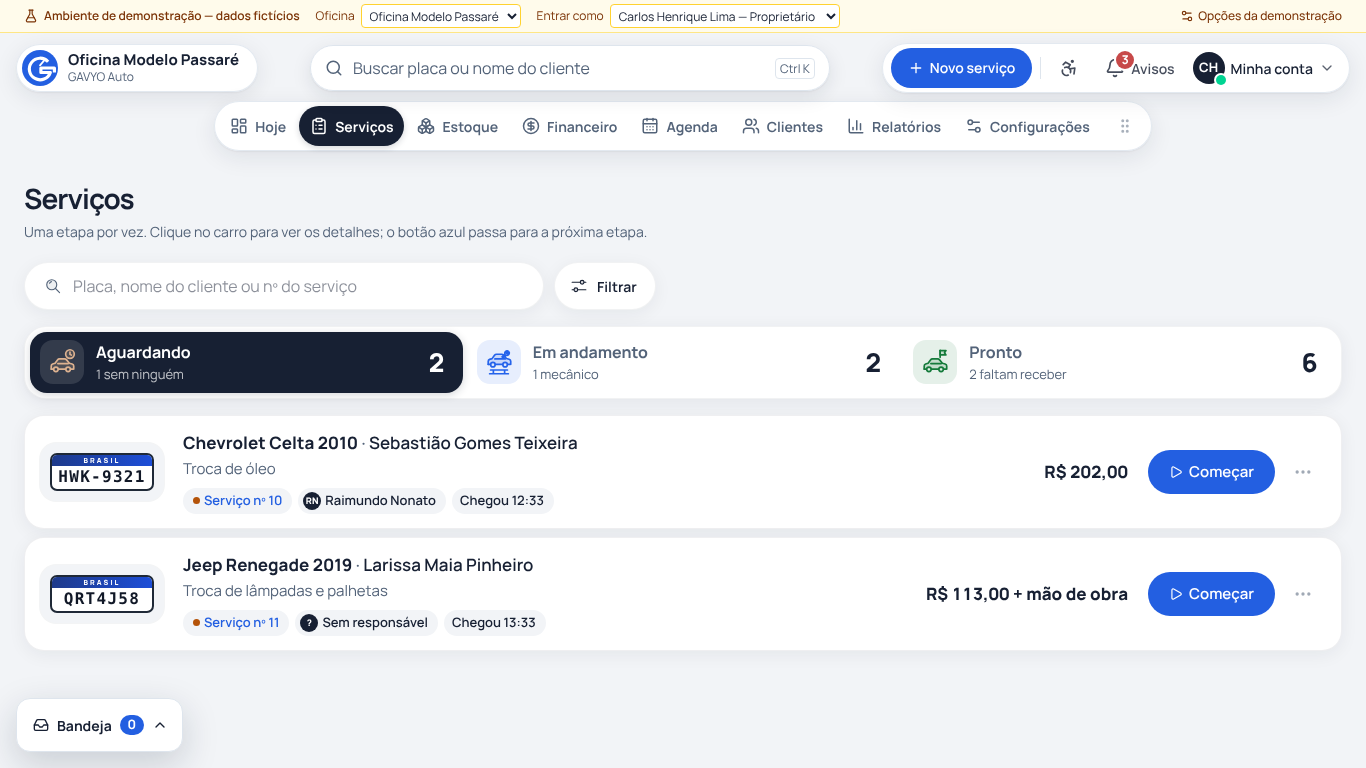 Ambiente de demonstração — dados fictícios Oficina Oficina Modelo Passaré Entrar como Carlos Henrique Lima — Proprietário Opções da demonstração
Oficina Modelo Passaré
GAVYO Auto
Buscar placa ou nome do cliente Ctrl K
Novo serviço
3 Avisos
CH Minha conta
Hoje Serviços Estoque Financeiro Agenda Clientes Relatórios Configurações
Serviços
Uma etapa por vez. Clique no carro para ver os detalhes; o botão azul passa para a próxima etapa.
Placa, nome do cliente ou nº do serviço Filtrar
Aguardando
1 sem ninguém
2
Em andamento
1 mecânico
2
Pronto
2 faltam receber
6
BRASIL
HWK-9321
Chevrolet Celta 2010 · Sebastião Gomes Teixeira
Troca de óleo
Serviço nº 10 RN Raimundo Nonato Chegou 12:33
R$ 202,00 Começar
BRASIL
QRT4J58
Jeep Renegade 2019 · Larissa Maia Pinheiro
Troca de lâmpadas e palhetas
Serviço nº 11 ? Sem responsável Chegou 13:33
R$ 113,00 + mão de obra Começar
Bandeja 0